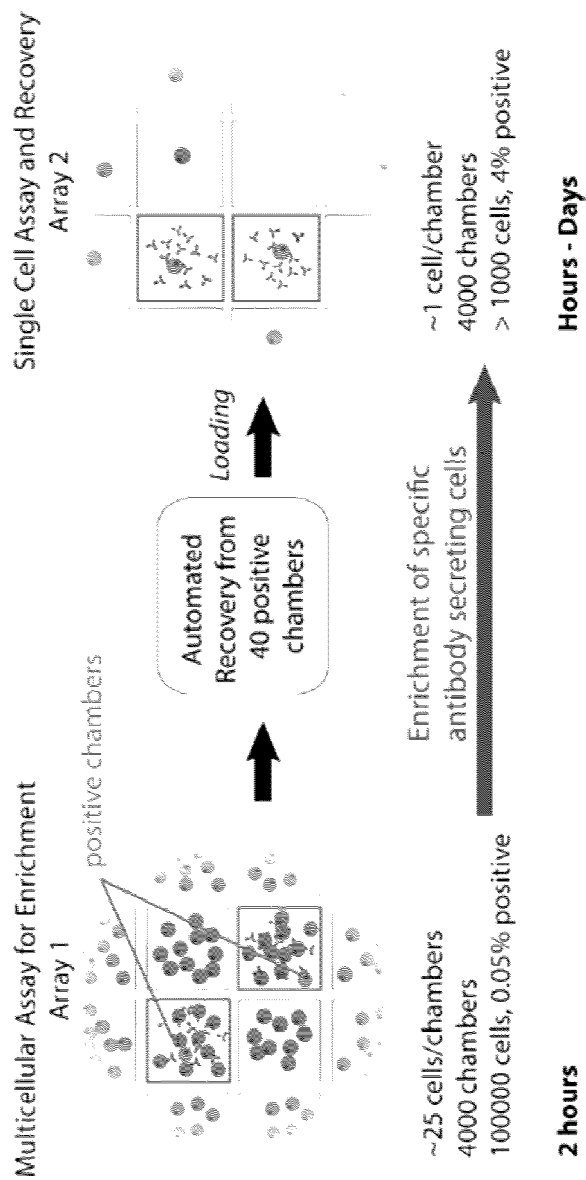 Multicellular Assay for Enrichment
Array 1
positive chambers
~25 cells/chambers
4000 chambers
100000 cells, 0.05% positive
2 hours
Automated
Recovery from
40 positive
chambers
Loading
Enrichment of specific
antibody secreting cells
Single Cell Assay and Recovery
Array 2
~1 cell/chamber
4000 chambers
> 1000 cells, 4% positive
Hours - Days